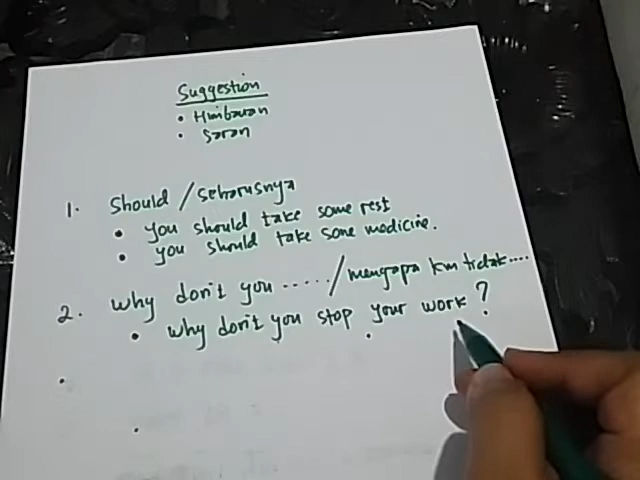 Suggestion
• Himbauan
• Saran
1. Should / seharusnya
• you should take some rest
• you should take some medicine.
2. why don't you ..... / mengapa km tidak....
• why don't you stop your work?